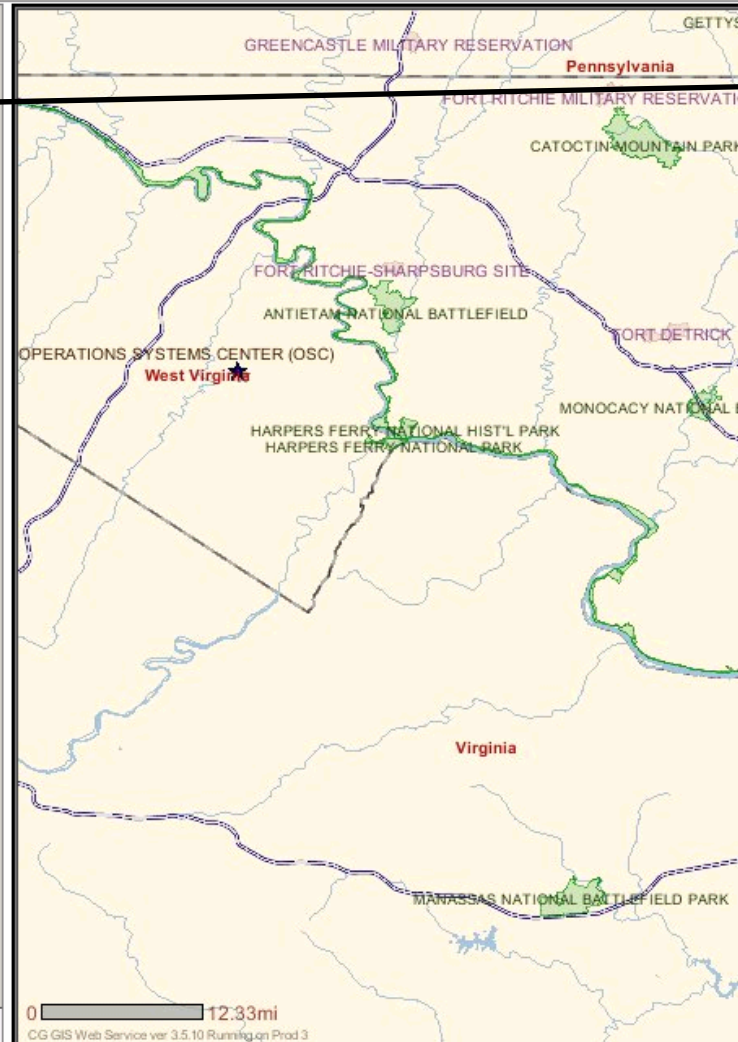 GETTYS
GREENCASTLE MILITARY RESERVATION
Pennsylvania
FORT RITCHIE MILITARY RESERVATI
CATOCTIN MOUNTAIN PARK
FORT RITCHIE-SHARPSBURG SITE
ANTIETAM NATIONAL BATTLEFIELD
FORT DETRICK
OPERATIONS SYSTEMS CENTER (OSC)
West Virginia
MONOCACY NATIONAL B
HARPERS FERRY NATIONAL HIST'L PARK
HARPERS FERRY NATIONAL PARK
Virginia
MANASSAS NATIONAL BATTLEFIELD PARK
0 12.33mi
CG GIS Web Service ver 3.5.10 Running on Prod 3